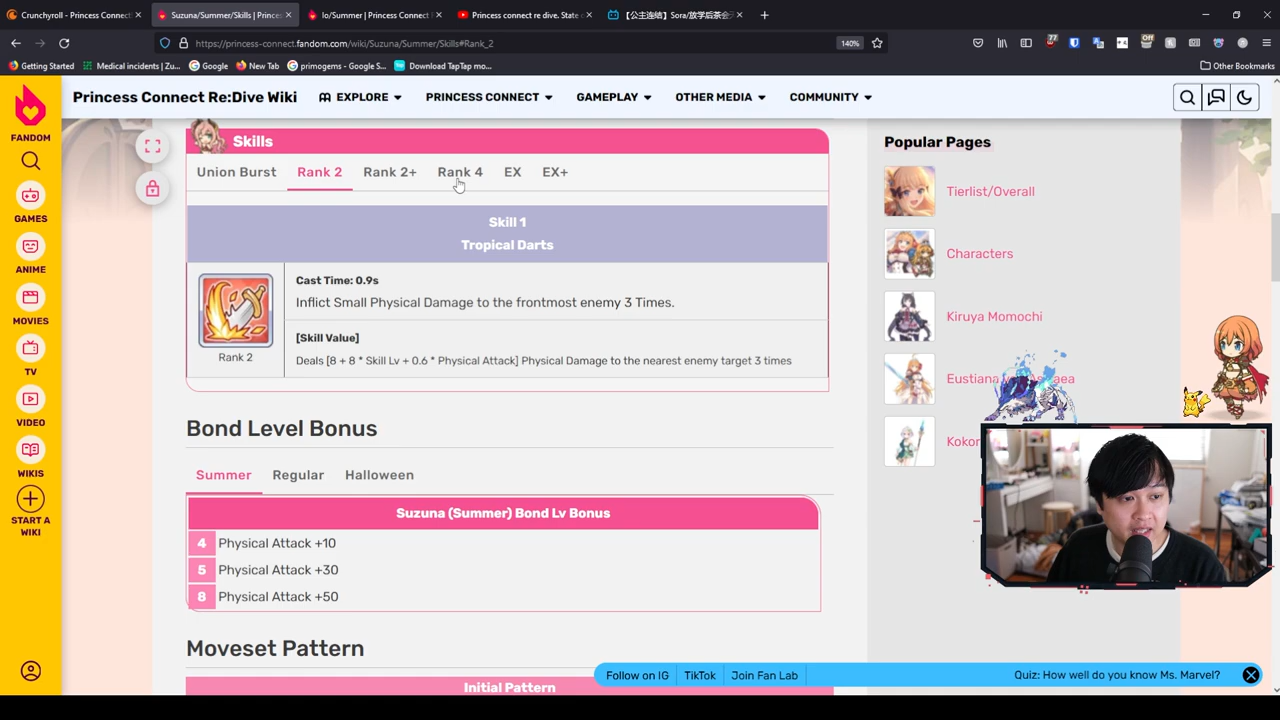 Crunchyroll - Princess Connect
Suzuna/Summer/Skills | Princes
Io/Summer | Princess Connect
Princess connect re dive. State o
【公主连结】Sora/放学后茶会
https://princess-connect.fandom.com/wiki/Suzuna/Summer/Skills#Rank_2
140%
77
Off
Getting Started
Medical incidents | Zu...
Google
New Tab
primogems - Google S...
Download TapTap mo...
Other Bookmarks
Princess Connect Re:Dive Wiki
EXPLORE
PRINCESS CONNECT
GAMEPLAY
OTHER MEDIA
COMMUNITY
FANDOM
GAMES
ANIME
MOVIES
TV
VIDEO
WIKIS
START A
WIKI
Skills
Union Burst
Rank 2
Rank 2+
Rank 4
EX
EX+
Skill 1
Tropical Darts
Rank 2
Cast Time: 0.9s
Inflict Small Physical Damage to the frontmost enemy 3 Times.
[Skill Value]
Deals [8 + 8 * Skill Lv + 0.6 * Physical Attack] Physical Damage to the nearest enemy target 3 times
Bond Level Bonus
Summer
Regular
Halloween
Suzuna (Summer) Bond Lv Bonus
4 Physical Attack +10
5 Physical Attack +30
8 Physical Attack +50
Moveset Pattern
Initial Pattern
Popular Pages
Tierlist/Overall
Characters
Kiruya Momochi
Eustiana
Follow on IG
TikTok
Join Fan Lab
Quiz: How well do you know Ms. Marvel?